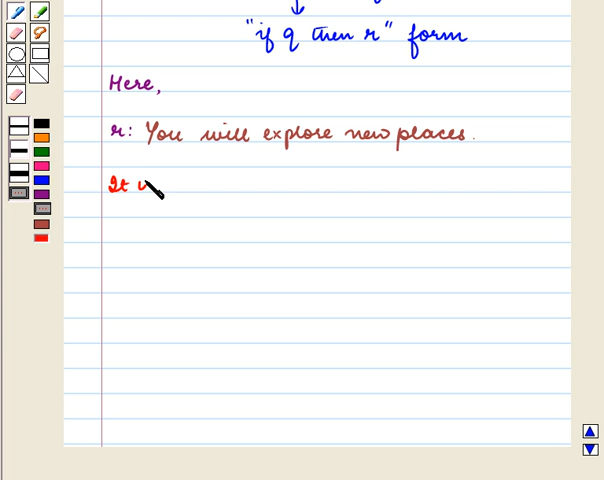 "if q then r" form
Here,
r: You will explore new places.
It